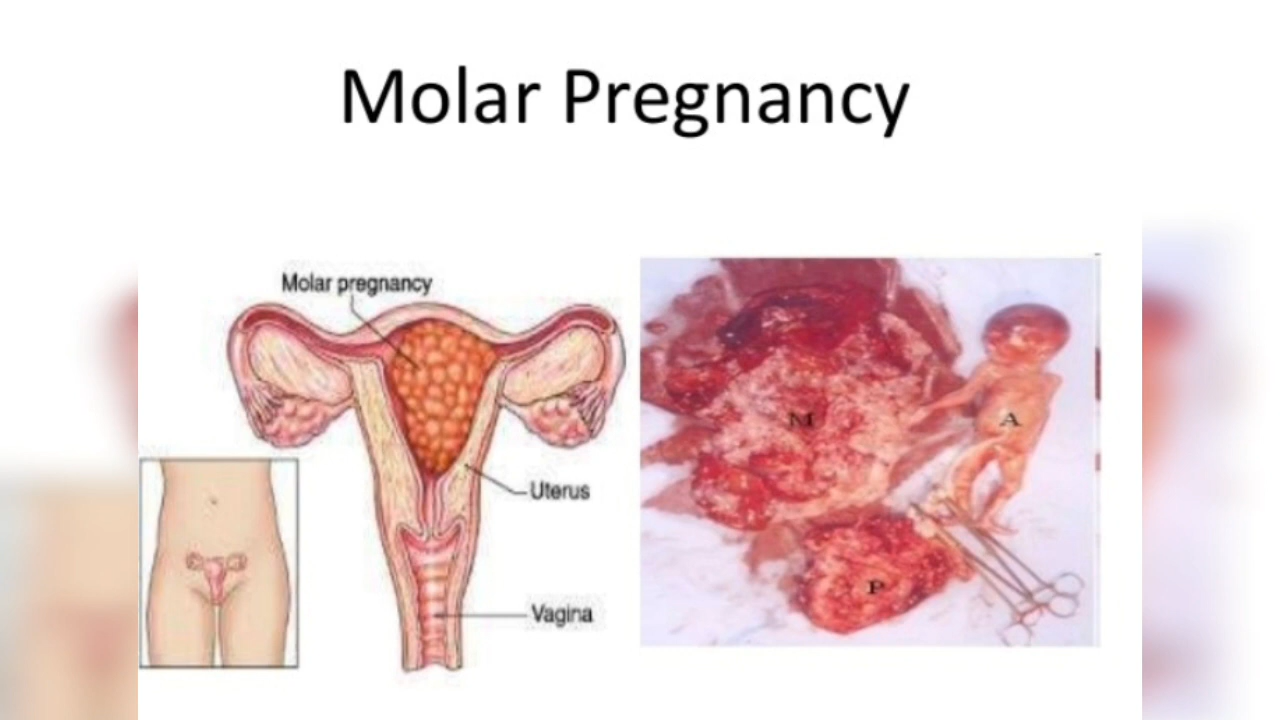 Molar Pregnancy
Molar pregnancy
Uterus
Vagina
M
A
P